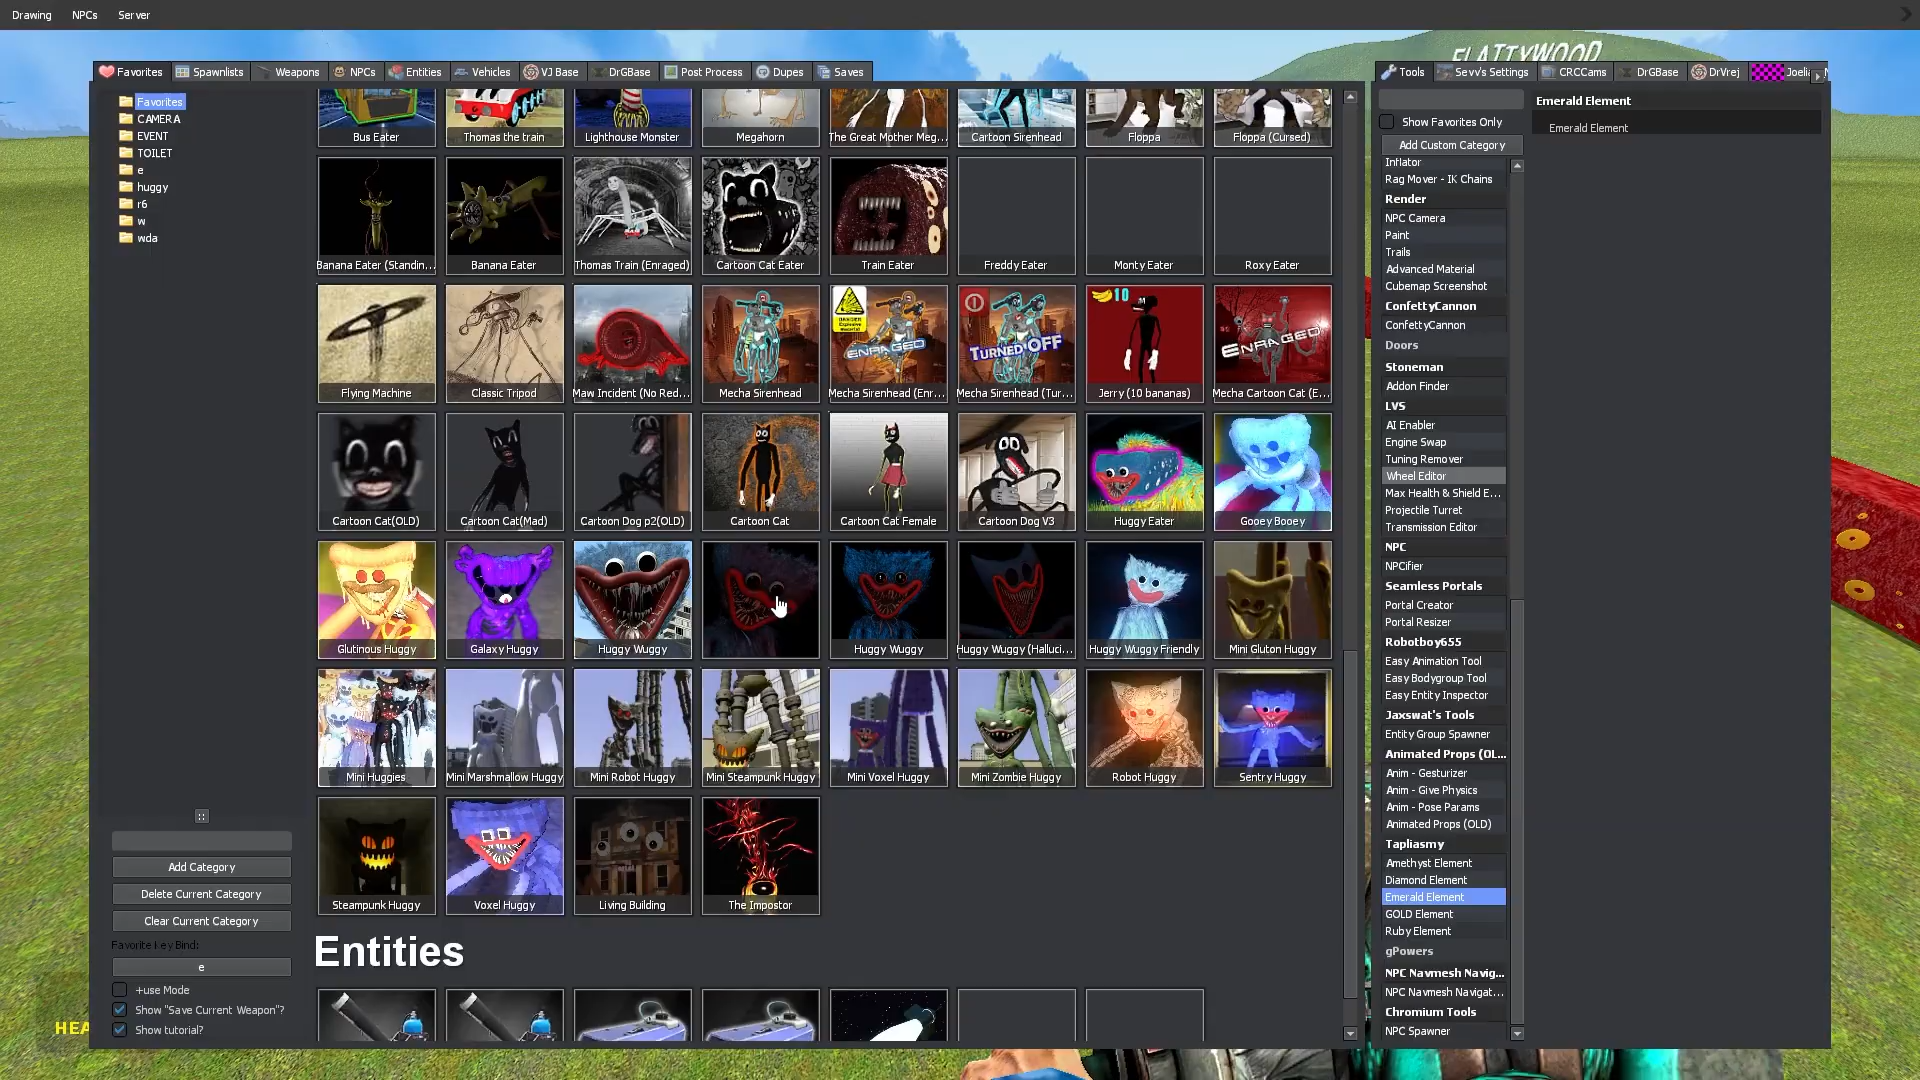 Drawing NPCs Server
FLATTYWOOD
Favorites Spawnlists Weapons NPCs Entities Vehicles VJ Base DrGBase Post Process Dupes Saves
Tools Sevv's Settings CRCCams DrGBase DrVrej
Favorites
CAMERA
EVENT
TOILET
e
huggy
r6
w
wda
Add Category
Delete Current Category
Clear Current Category
Favorite Key Bind:
e
+use Mode
Show "Save Current Weapon"?
Show tutorial?
HEA
Bus Eater Thomas the train Lighthouse Monster Megahorn The Great Mother Meg... Cartoon Sirenhead Floppa Floppa (Cursed)
Banana Eater (Standin... Banana Eater Thomas Train (Enraged) Cartoon Cat Eater Train Eater Freddy Eater Monty Eater Roxy Eater
DANGER
ENRAGED
TURNED OFF
10
ENRAGED
Flying Machine Classic Tripod Maw Incident (No Red... Mecha Sirenhead Mecha Sirenhead (Enr... Mecha Sirenhead (Tur... Jerry (10 bananas) Mecha Cartoon Cat (E...
Cartoon Cat(OLD) Cartoon Cat(Mad) Cartoon Dog p2(OLD) Cartoon Cat Cartoon Cat Female Cartoon Dog V3 Huggy Eater Gooey Booey
Glutinous Huggy Galaxy Huggy Huggy Wuggy Huggy Wuggy Huggy Wuggy (Halluci... Huggy Wuggy Friendly Mini Gluton Huggy
Mini Huggies Mini Marshmallow Huggy Mini Robot Huggy Mini Steampunk Huggy Mini Voxel Huggy Mini Zombie Huggy Robot Huggy Sentry Huggy
Steampunk Huggy Voxel Huggy Living Building The Impostor
Entities
Show Favorites Only
Add Custom Category
Inflator
Rag Mover - IK Chains
Render
NPC Camera
Paint
Trails
Advanced Material
Cubemap Screenshot
ConfettyCannon
ConfettyCannon
Doors
Stoneman
Addon Finder
LVS
AI Enabler
Engine Swap
Tuning Remover
Wheel Editor
Max Health & Shield E...
Projectile Turret
Transmission Editor
NPC
NPCifier
Seamless Portals
Portal Creator
Portal Resizer
Robotboy655
Easy Animation Tool
Easy Bodygroup Tool
Easy Entity Inspector
Jaxswat's Tools
Entity Group Spawner
Animated Props (OL...
Anim - Gesturizer
Anim - Give Physics
Anim - Pose Params
Animated Props (OLD)
Tapliasmy
Amethyst Element
Diamond Element
Emerald Element
GOLD Element
Ruby Element
gPowers
NPC Navmesh Navig...
NPC Navmesh Navigat...
Chromium Tools
NPC Spawner
Emerald Element
Emerald Element